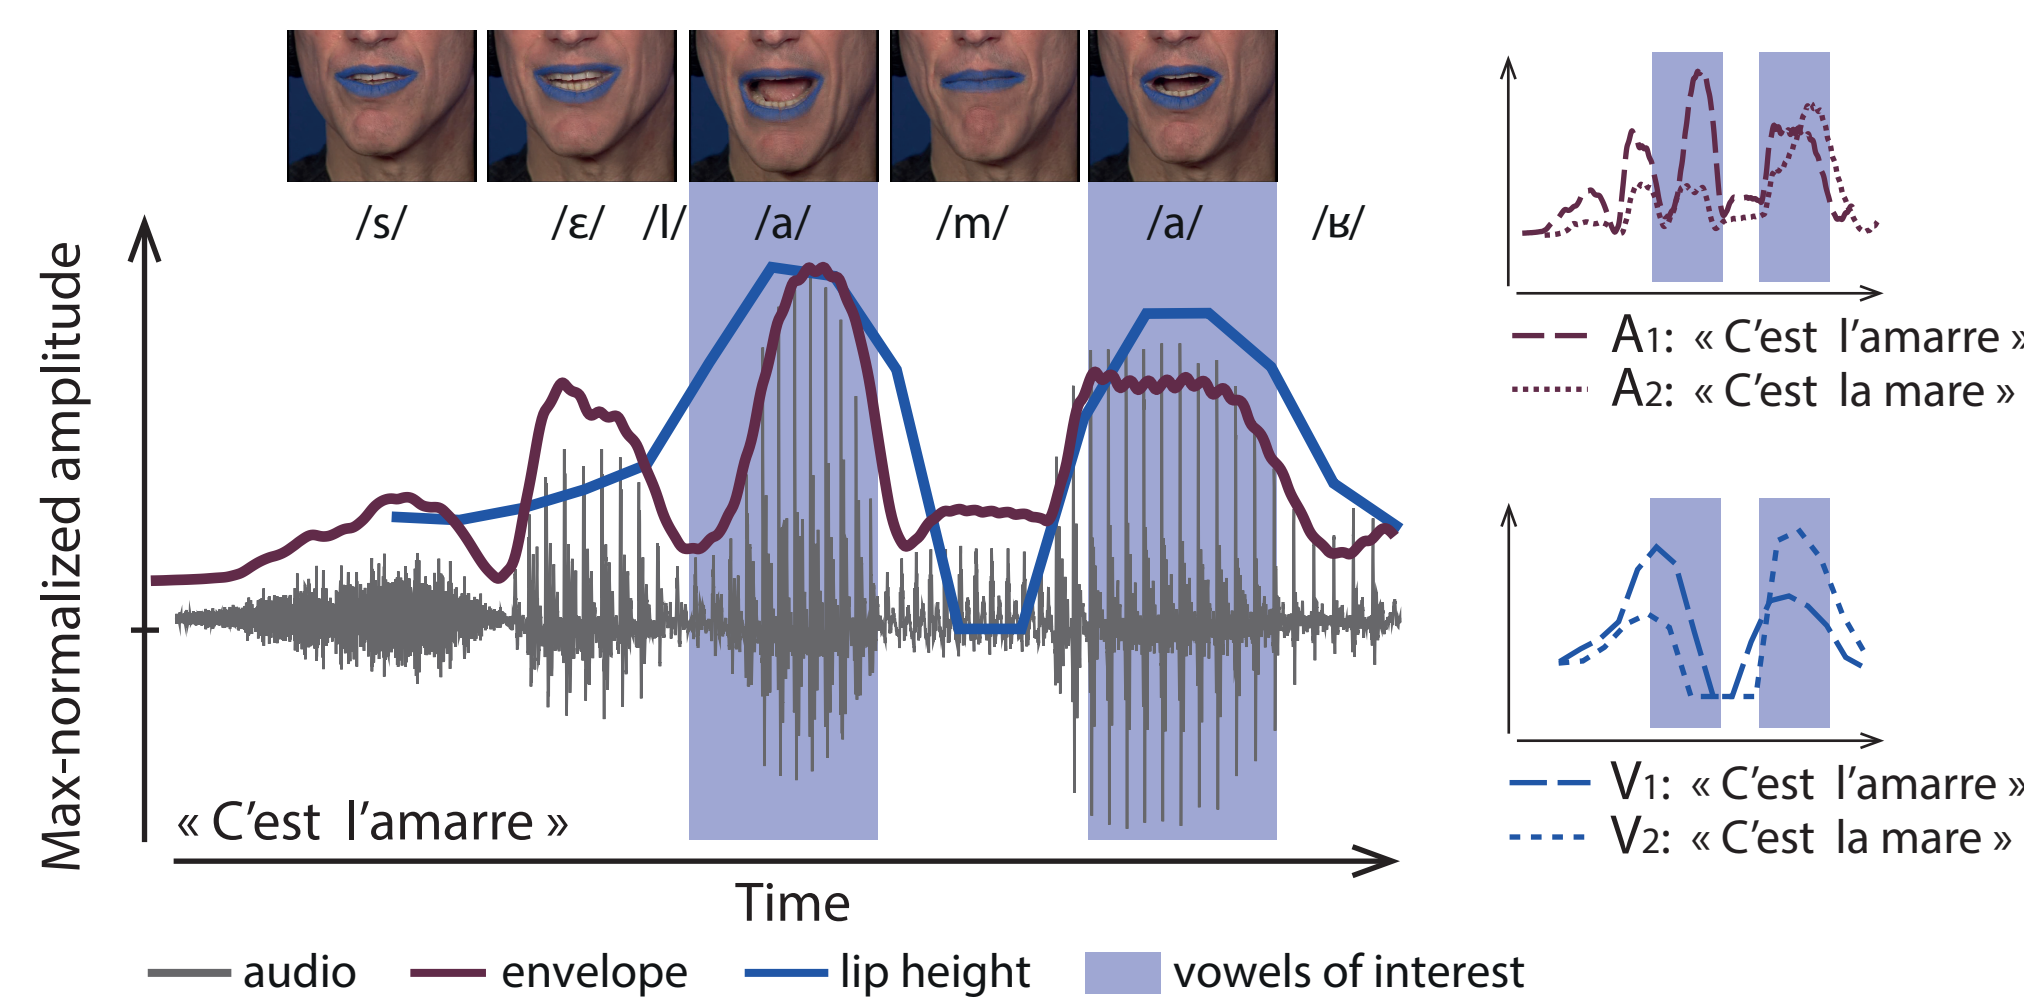 /s/ /ɛ/ /l/ /a/ /m/ /a/ /ʁ/
Max-normalized amplitude
« C’est l’amarre »
Time
audio envelope lip height vowels of interest
A1: « C’est l’amarre »
A2: « C’est la mare »
V1: « C’est l’amarre »
V2: « C’est la mare »